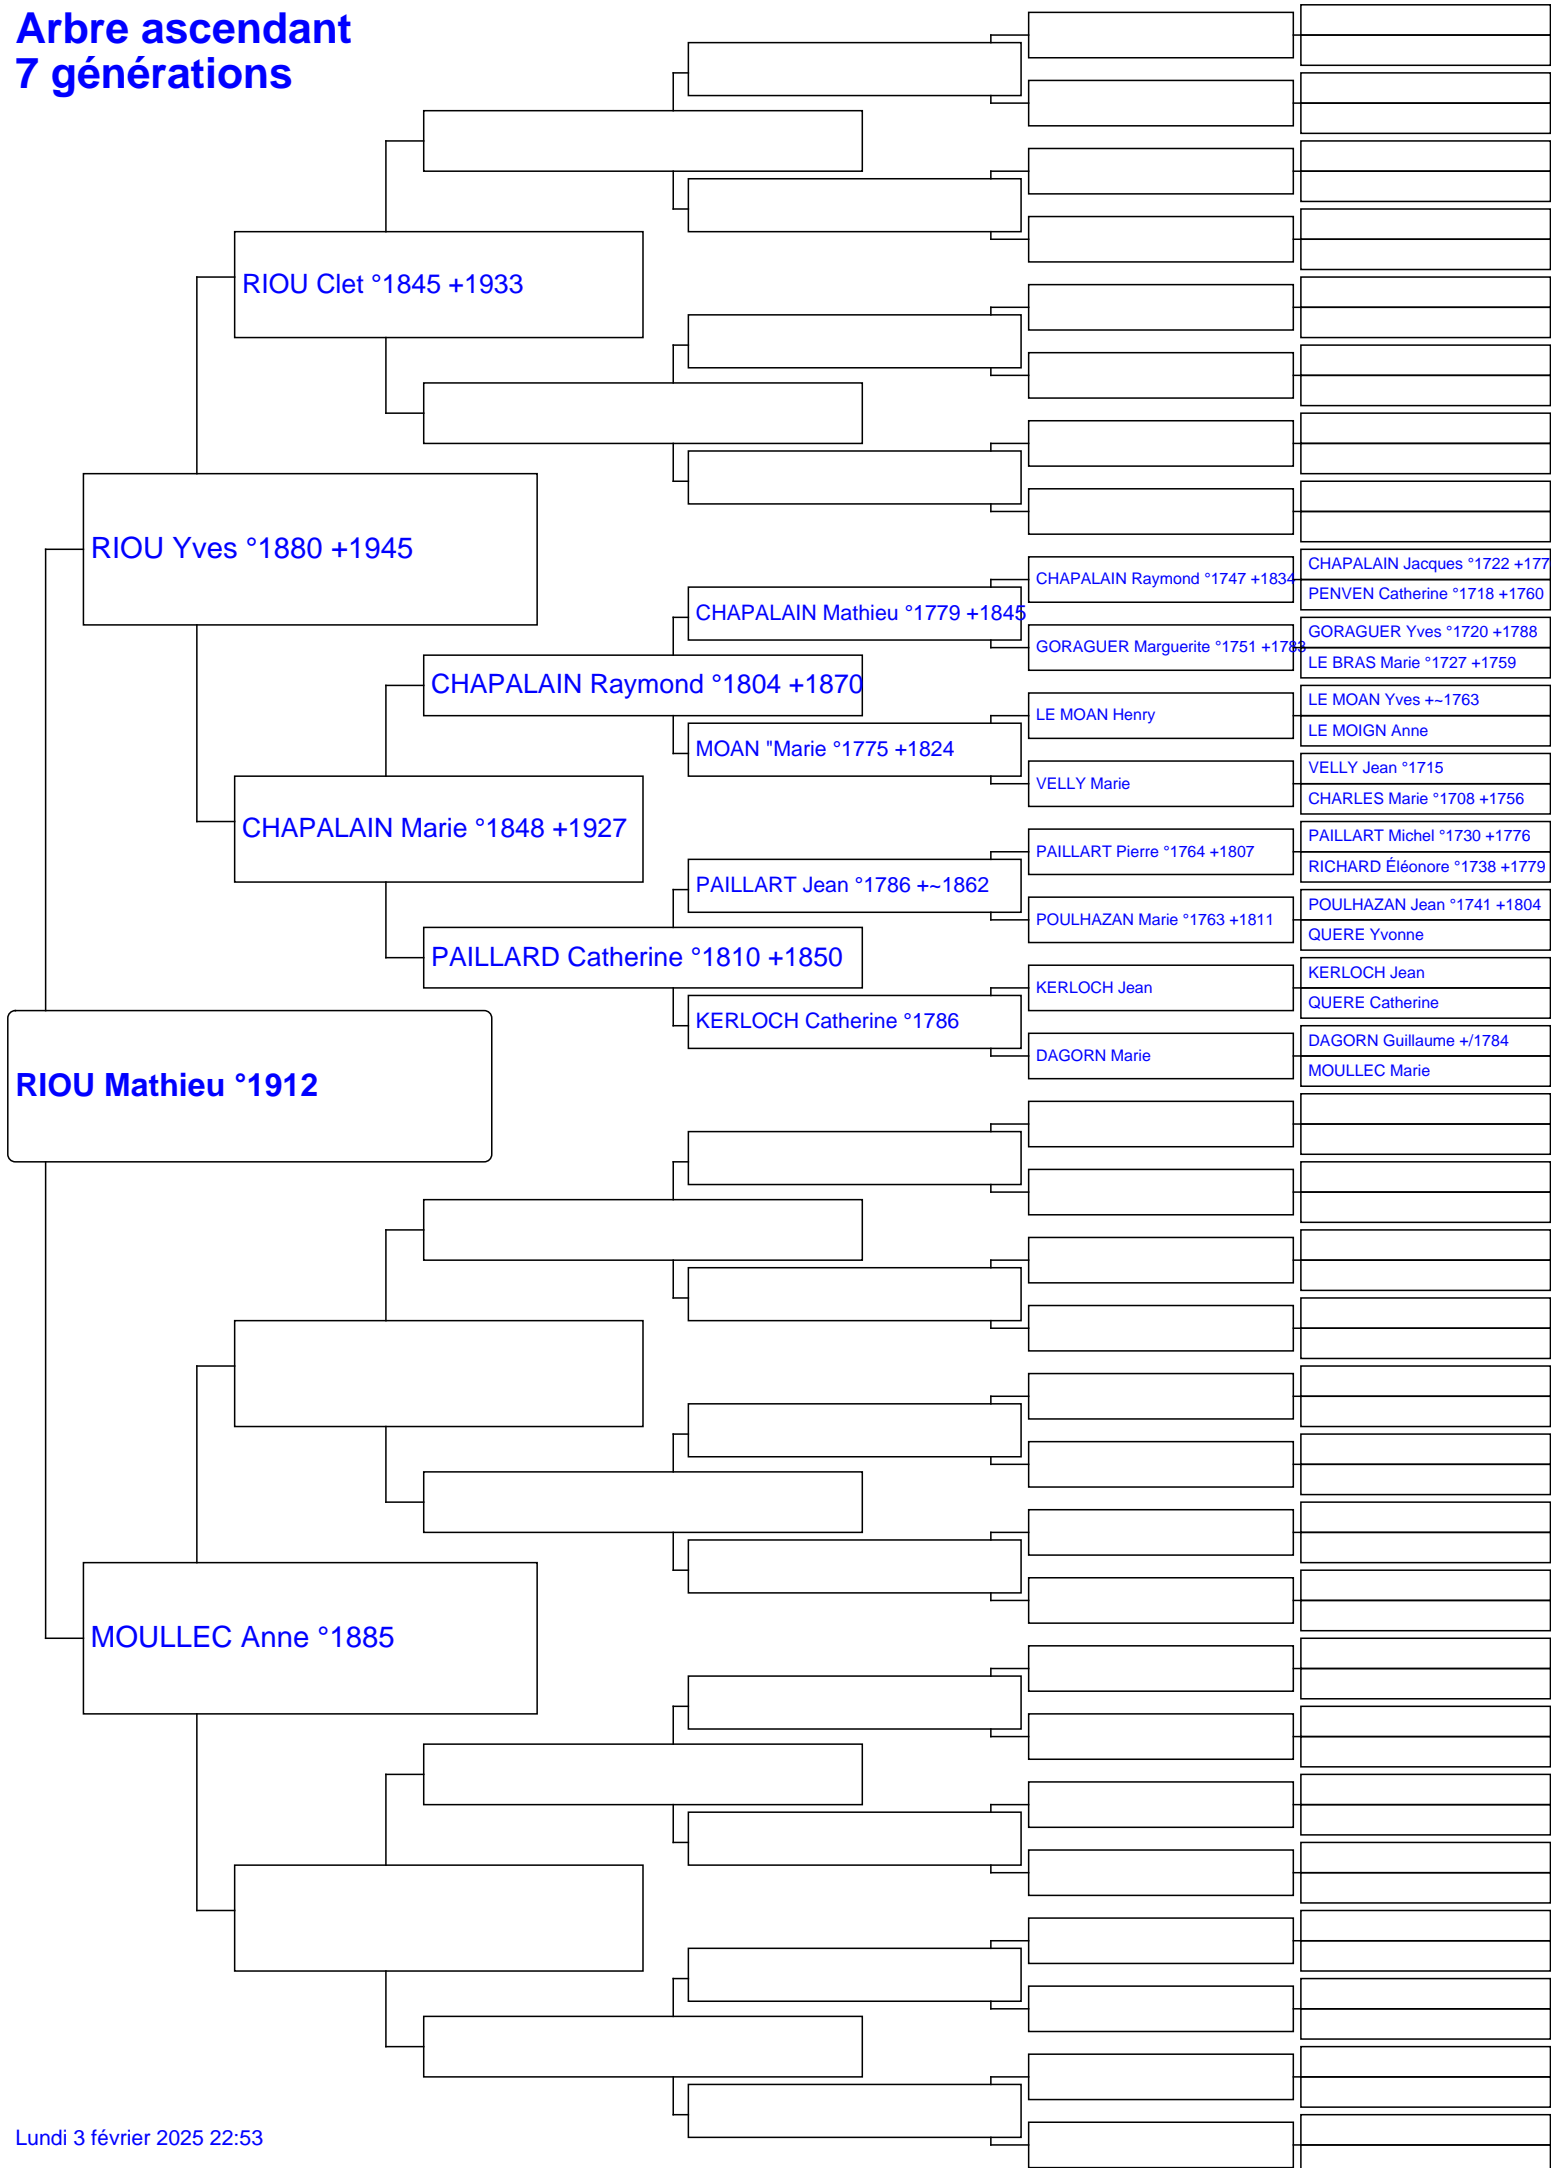 Arbre ascendant
7 générations
RIOU Clet °1845 +1933
RIOU Yves °1880 +1945
CHAPALAIN Jacques °1722 +177
CHAPALAIN Raymond °1747 +1834
PENVEN Catherine °1718 +1760
CHAPALAIN Mathieu °1779 +1845
GORAGUER Yves °1720 +1788
GORAGUER Marguerite °1751 +1783
LE BRAS Marie °1727 +1759
CHAPALAIN Raymond °1804 +1870
LE MOAN Yves +~1763
LE MOAN Henry
LE MOIGN Anne
MOAN "Marie °1775 +1824
VELLY Jean °1715
VELLY Marie
CHARLES Marie °1708 +1756
CHAPALAIN Marie °1848 +1927
PAILLART Michel °1730 +1776
PAILLART Pierre °1764 +1807
RICHARD Éléonore °1738 +1779
PAILLART Jean °1786 +~1862
POULHAZAN Jean °1741 +1804
POULHAZAN Marie °1763 +1811
QUERE Yvonne
PAILLARD Catherine °1810 +1850
KERLOCH Jean
KERLOCH Jean
QUERE Catherine
KERLOCH Catherine °1786
DAGORN Guillaume +/1784
DAGORN Marie
MOULLEC Marie
RIOU Mathieu °1912
MOULLEC Anne °1885
Lundi 3 février 2025 22:53